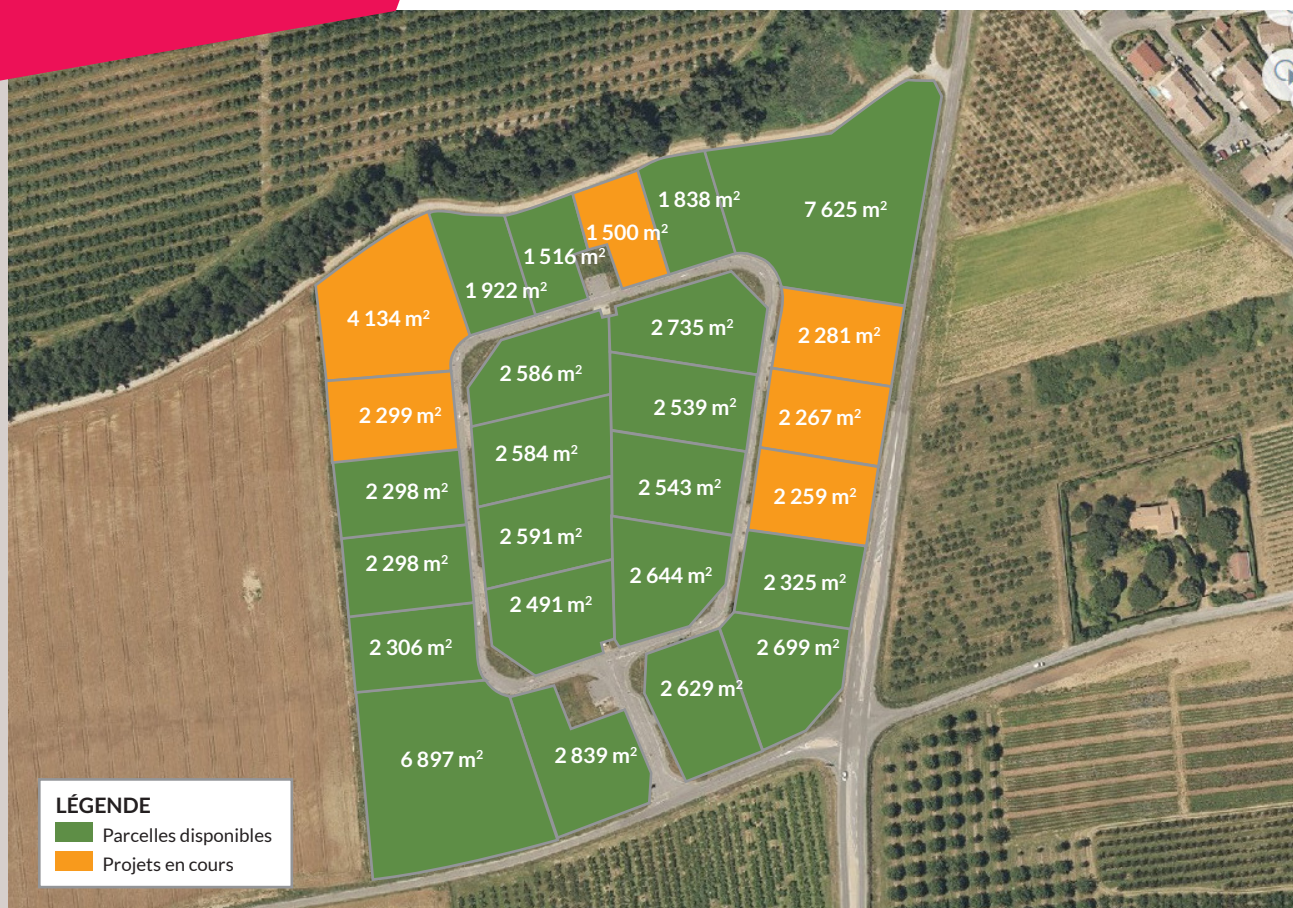 1 838 m²
7 625 m²
1 500 m²
1 516 m²
1 922 m²
4 134 m²
2 735 m²
2 281 m²
2 586 m²
2 539 m²
2 299 m²
2 267 m²
2 584 m²
2 298 m²
2 543 m²
2 259 m²
2 591 m²
2 298 m²
2 644 m²
2 325 m²
2 491 m²
2 306 m²
2 699 m²
2 629 m²
6 897 m²
2 839 m²
LÉGENDE
Parcelles disponibles
Projets en cours